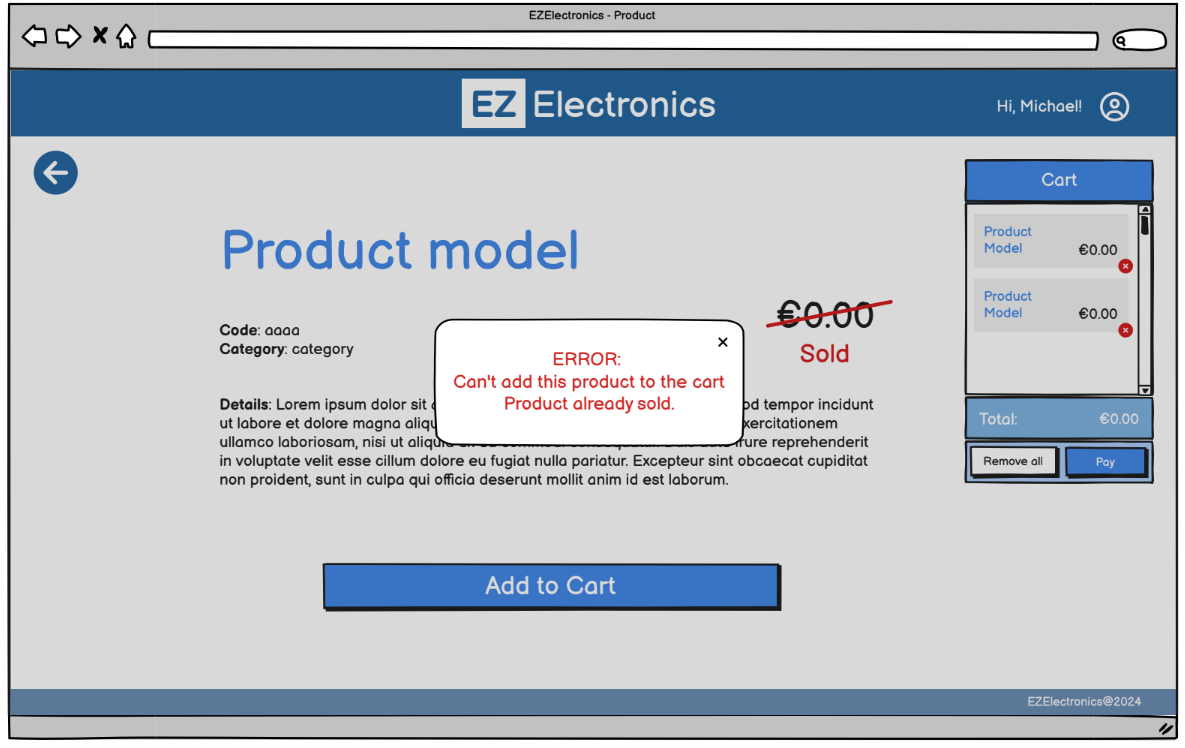 EZElectronics - Product
EZ Electronics
Hi, Michael!
Cart
Product
Model
€0.00
Product
Model
€0.00
Total: €0.00
Remove all
Pay
Product model
€0.00
Sold
Code: aaaa
Category: category
ERROR:
Can't add this product to the cart
Product already sold.
Details: Lorem ipsum dolor sit od tempor incidunt
ut labore et dolore magna aliqu xercitationem
ullamco laboriosam, nisi ut aliquid irure reprehenderit
in voluptate velit esse cillum dolore eu fugiat nulla pariatur. Excepteur sint obcaecat cupiditat
non proident, sunt in culpa qui officia deserunt mollit anim id est laborum.
Add to Cart
EZElectronics@2024